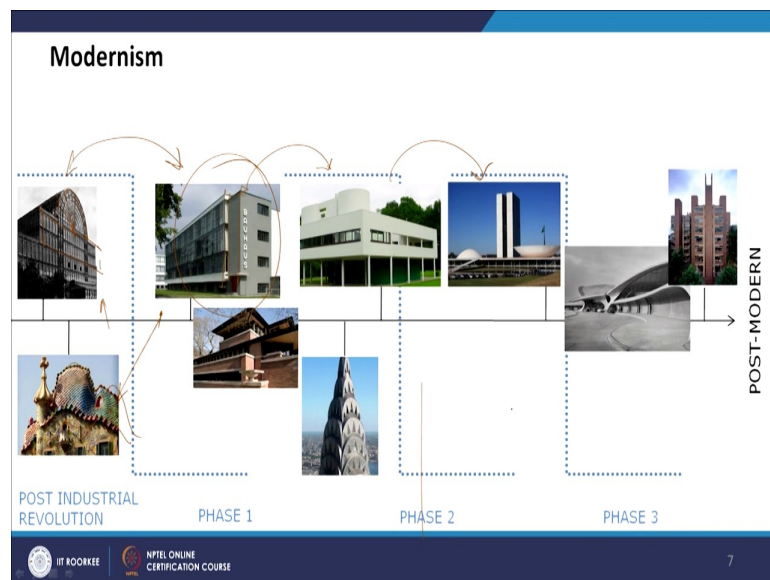 Modernism
BAUHAUS
POST INDUSTRIAL
REVOLUTION
PHASE 1
PHASE 2
PHASE 3
POST-MODERN
IIT ROORKEE
NPTEL ONLINE
CERTIFICATION COURSE
7